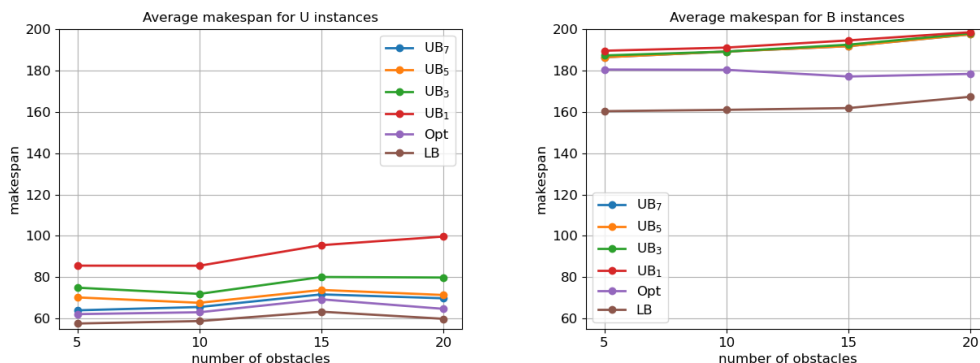 Average makespan for U instances
200
180
160
140
120
100
80
60
makespan
UB₇
UB₅
UB₃
UB₁
Opt
LB
5
10
15
20
number of obstacles
Average makespan for B instances
200
180
160
140
120
100
80
60
makespan
UB₇
UB₅
UB₃
UB₁
Opt
LB
5
10
15
20
number of obstacles